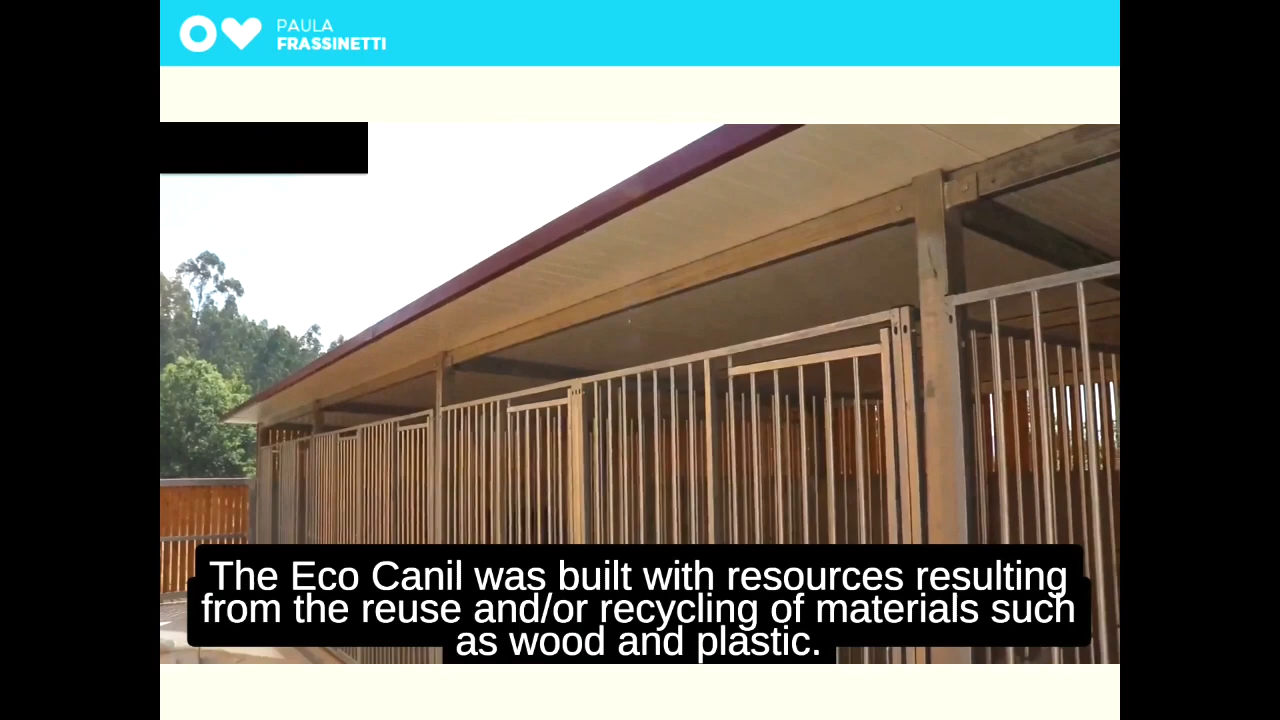 PAULA
FRASSINETTI
The Eco Canil was built with resources resulting
from the reuse and/or recycling of materials such
as wood and plastic.